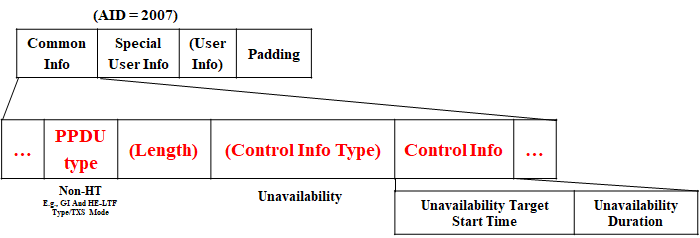 (AID = 2007)
Common Info
Special User Info
(User Info)
Padding
…
PPDU type
(Length)
(Control Info Type)
Control Info
…
Non-HT
E.g., GI And HE-LTF
Type/TXS Mode
Unavailability
Unavailability Target Start Time
Unavailability Duration